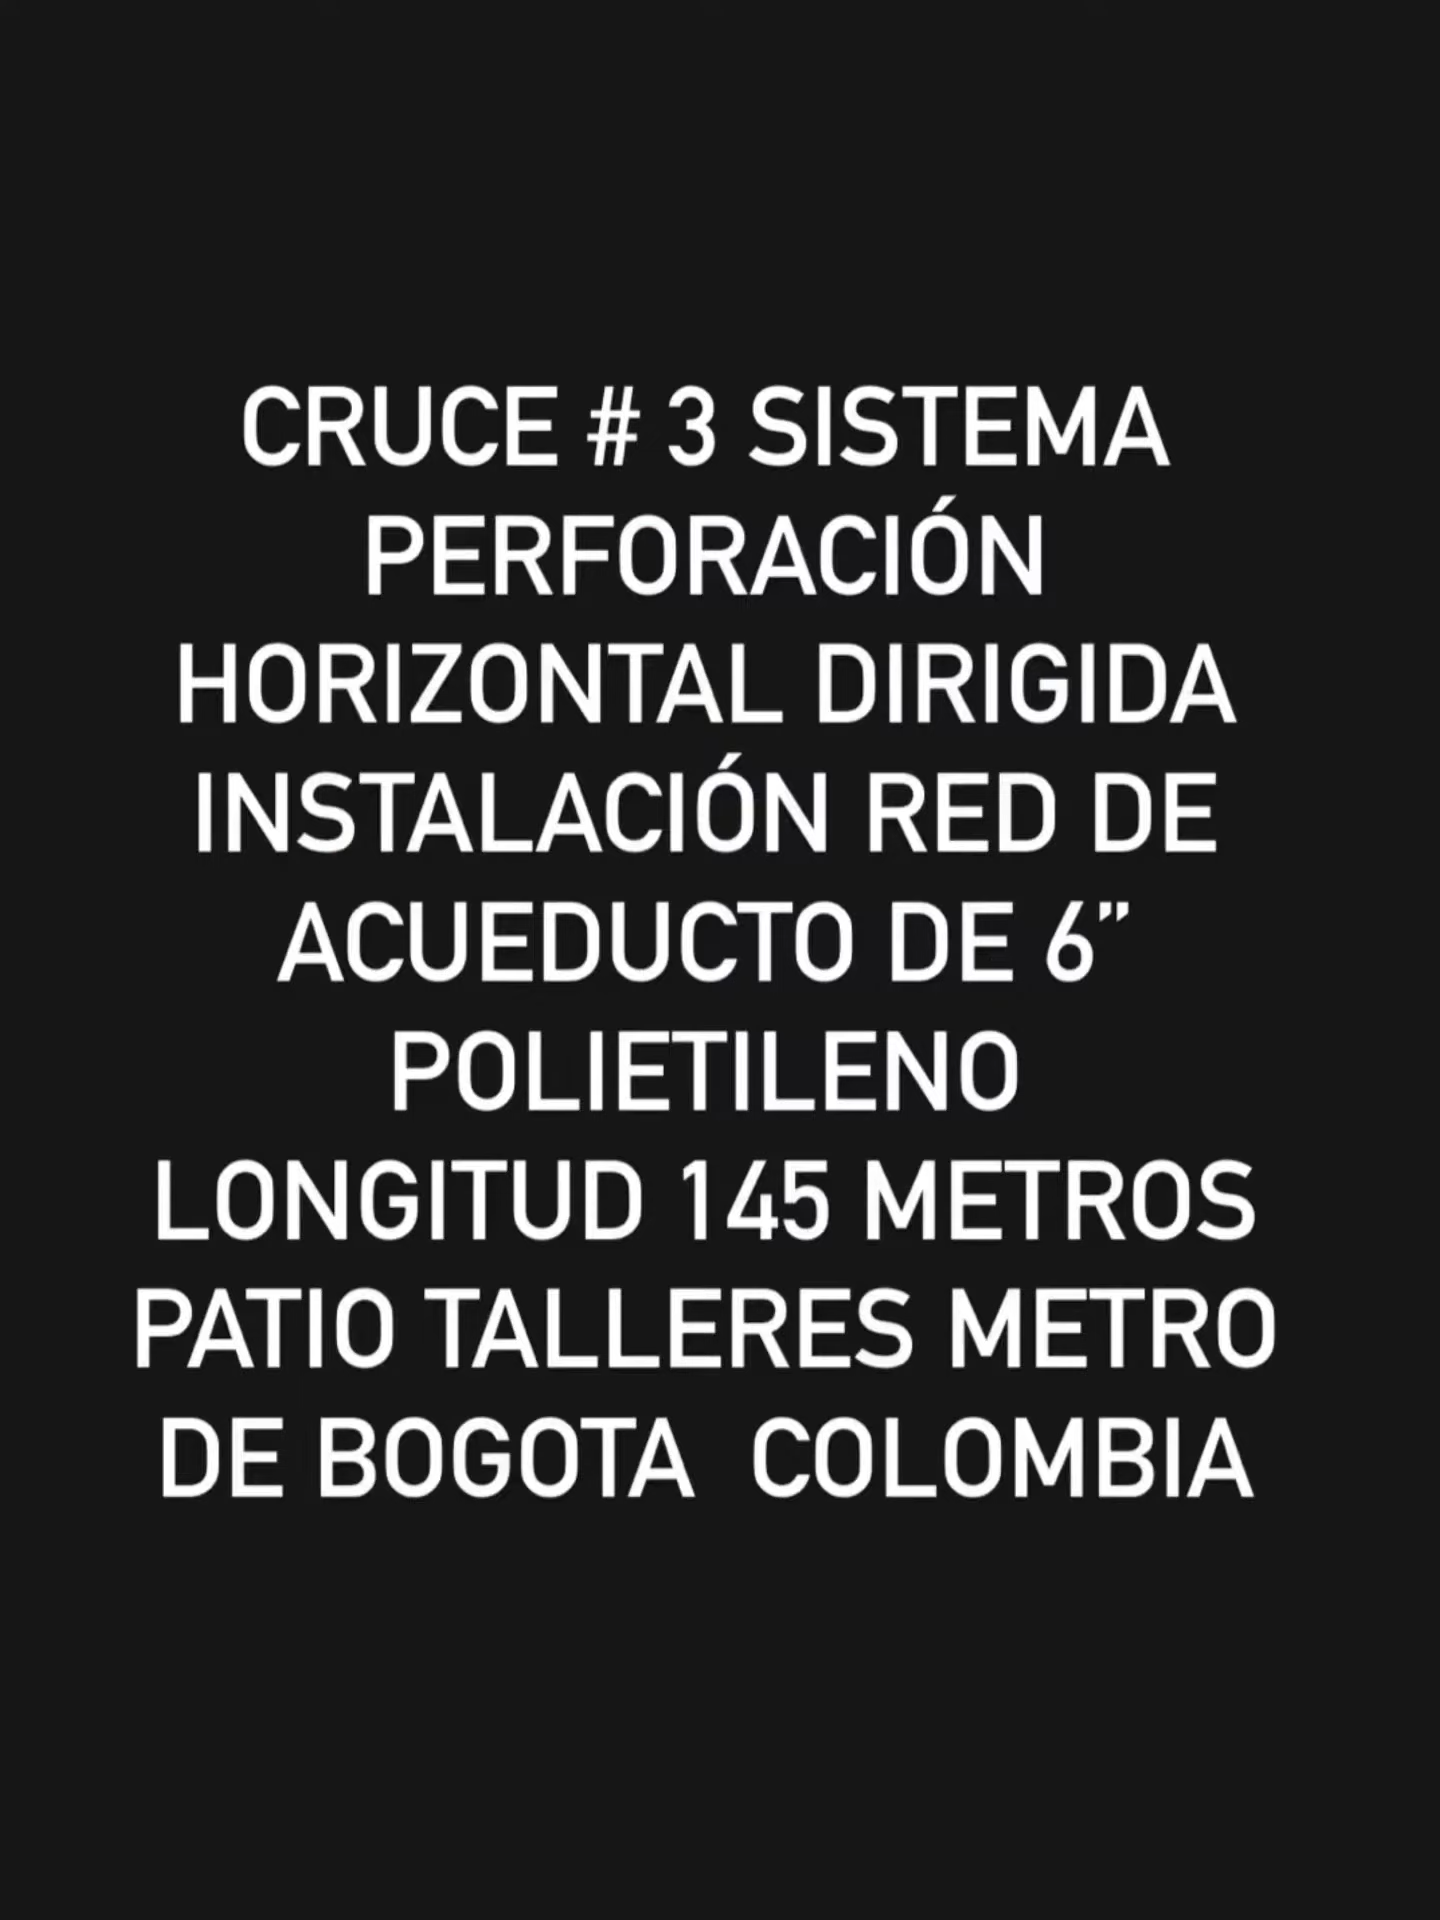 CRUCE # 3 SISTEMA
PERFORACIÓN
HORIZONTAL DIRIGIDA
INSTALACIÓN RED DE
ACUEDUCTO DE 6”
POLIETILENO
LONGITUD 145 METROS
PATIO TALLERES METRO
DE BOGOTA  COLOMBIA